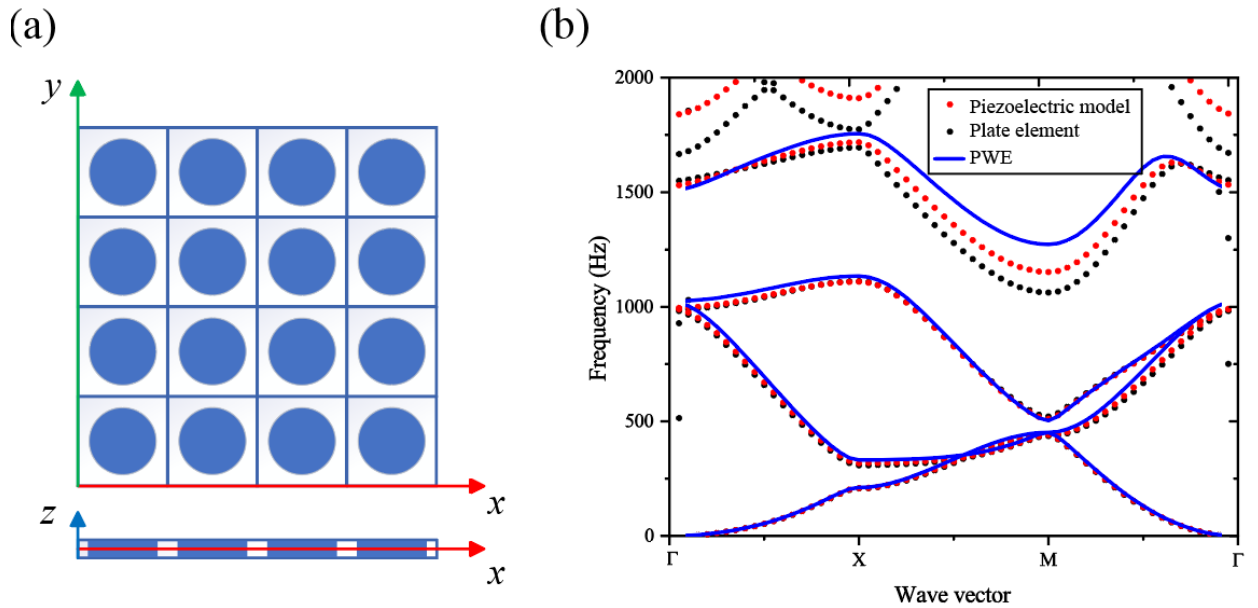 (a)
y
x
z
x
(b)
2000
1500
1000
500
0
Frequency (Hz)
Piezoelectric model
Plate element
PWE
Γ
X
M
Γ
Wave vector